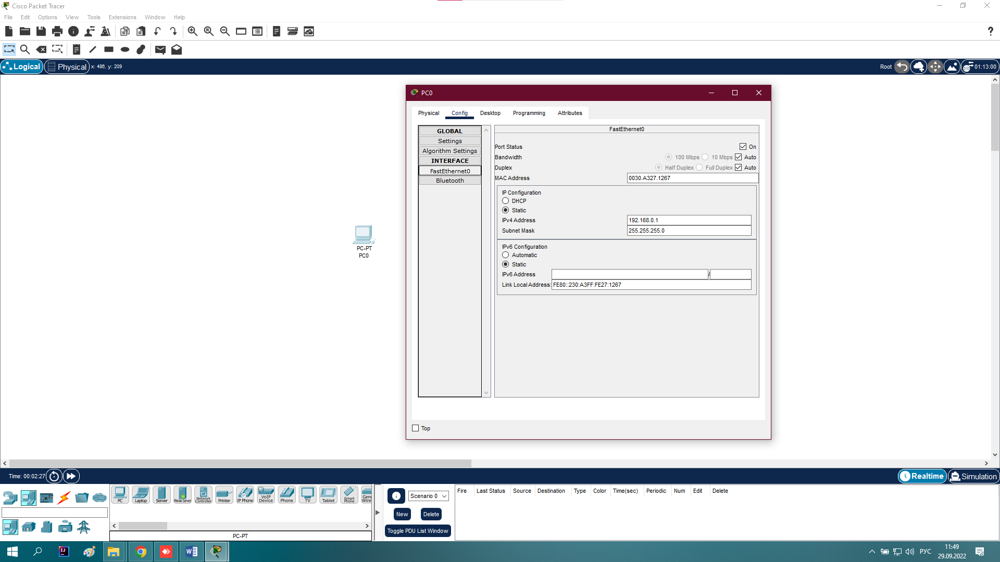 Cisco Packet Tracer
File Edit Options View Tools Extensions Window Help
Logical Physical x: 486, y: 209 Root 01:13:00
PC0
Physical Config Desktop Programming Attributes
GLOBAL
Settings
Algorithm Settings
INTERFACE
FastEthernet0
Bluetooth
FastEthernet0
Port Status On
Bandwidth 100 Mbps 10 Mbps Auto
Duplex Half Duplex Full Duplex Auto
MAC Address 0030.A327.1267
IP Configuration
DHCP
Static
IPv4 Address 192.168.0.1
Subnet Mask 255.255.255.0
IPv6 Configuration
Automatic
Static
IPv6 Address /
Link Local Address: FE80::230:A3FF:FE27:1267
Top
PC-PT
PC0
Time: 00:02:27 Realtime Simulation
PC
Laptop
Server
Meraki Server
Network Controller
Printer
IP Phone
VoIP Device
Phone
TV
Tablet
Smart Phone
PC-PT
Scenario 0
New Delete
Toggle PDU List Window
Fire Last Status Source Destination Type Color Time(sec) Periodic Num Edit Delete
РУС
11:49
29.09.2022